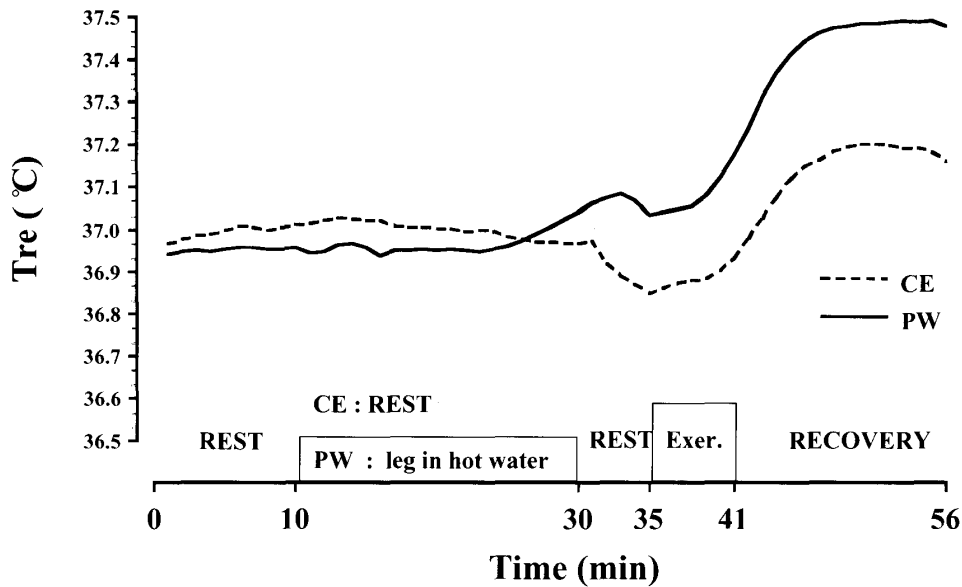 37.5
37.4
37.3
37.2
37.1
37.0
36.9
36.8
36.7
36.6
36.5
Tre ( °C)
CE
PW
CE : REST
REST
PW : leg in hot water
REST
Exer.
RECOVERY
0 10 30 35 41 56
Time (min)